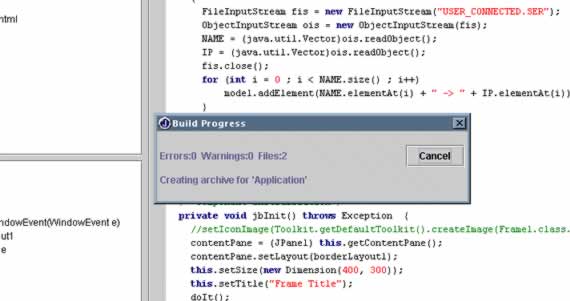 html
{
FileInputStream fis = new FileInputStream("USER_CONNECTED.SER");
ObjectInputStream ois = new ObjectInputStream(fis);
NAME = (java.util.Vector)ois.readObject();
IP = (java.util.Vector)ois.readObject();
fis.close();
for (int i = 0 ; i < NAME.size() ; i++)
model.addElement(NAME.elementAt(i) + " -> " + IP.elementAt(i))
}
Build Progress
Errors:0 Warnings:0 Files:2
Cancel
Creating archive for 'Application'
ndowEvent(WindowEvent e)
ut1
e
private void jbInit() throws Exception {
//setIconImage(Toolkit.getDefaultToolkit().createImage(Frame1.class.
contentPane = (JPanel) this.getContentPane();
contentPane.setLayout(borderLayout1);
this.setSize(new Dimension(400, 300));
this.setTitle("Frame Title");
doIt();